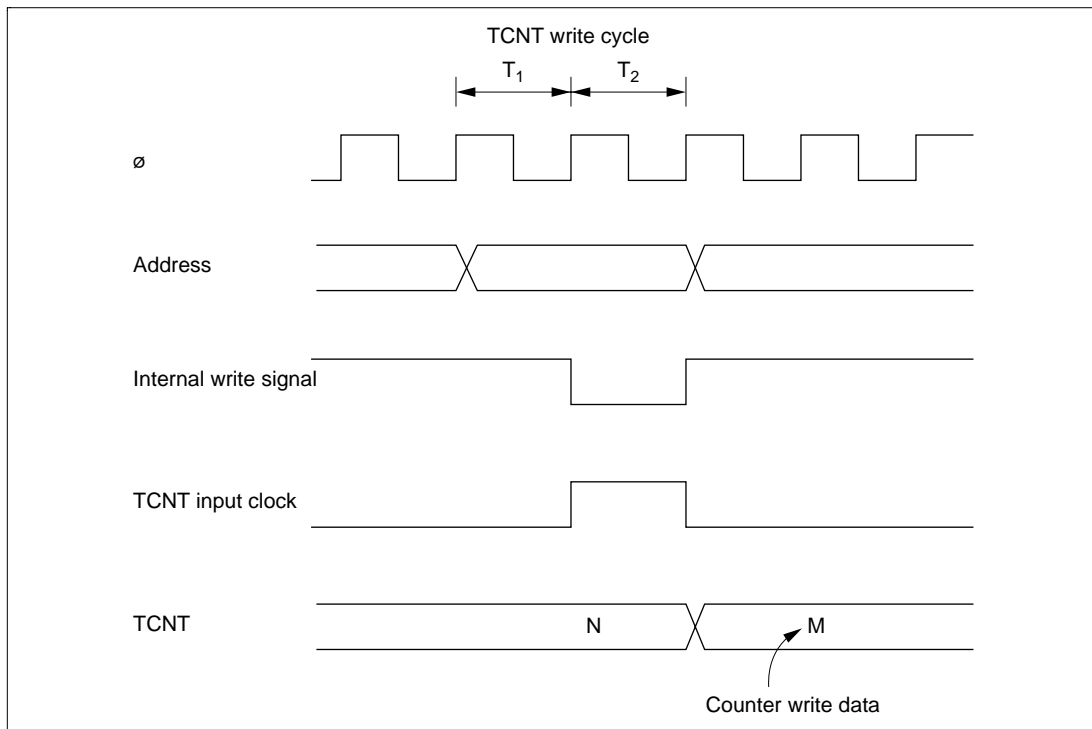 TCNT write cycle
T1 T2
ø
Address
Internal write signal
TCNT input clock
TCNT N M
Counter write data